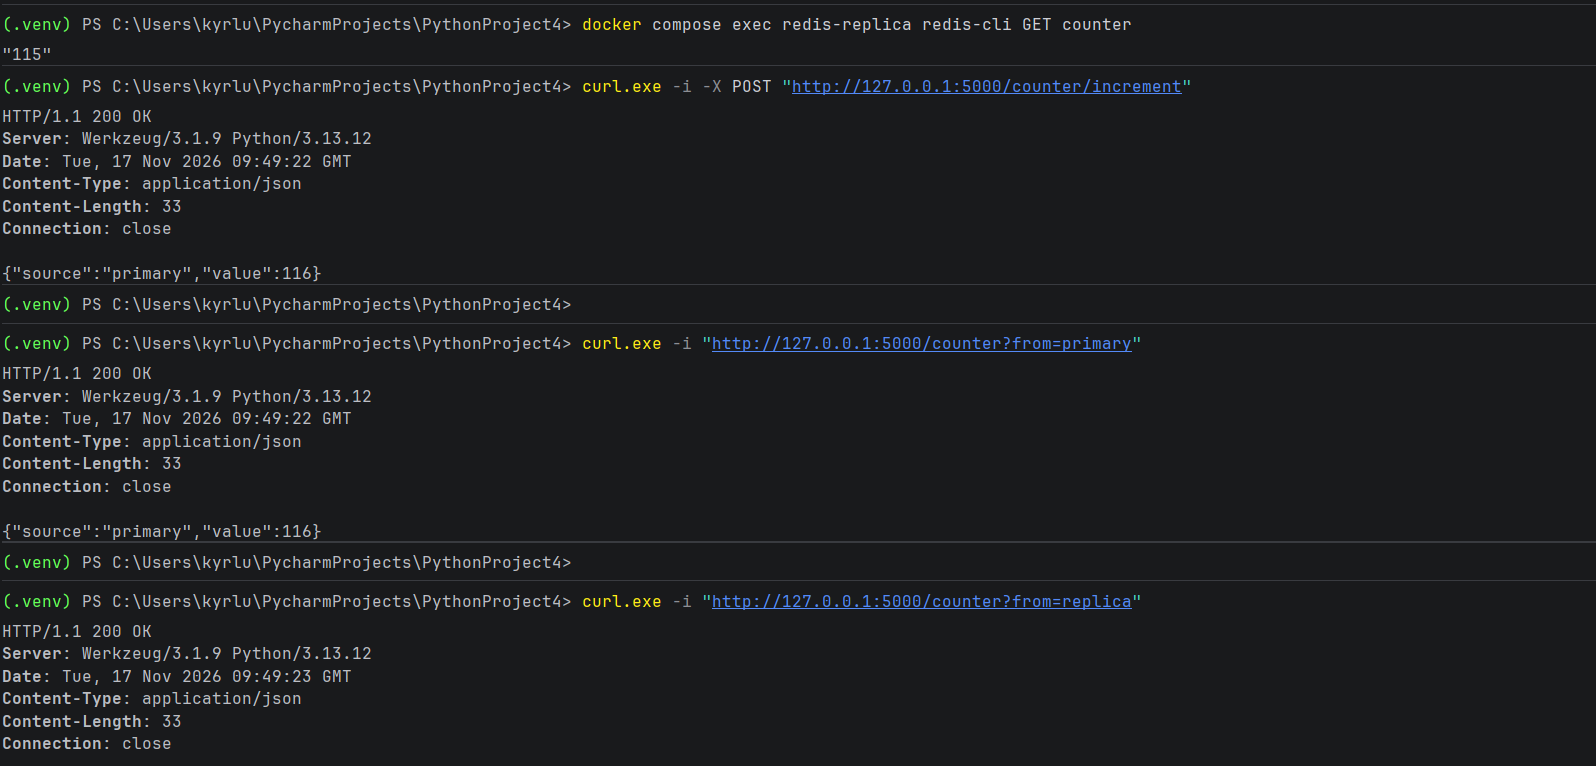 (.venv) PS C:\Users\kyrlu\PycharmProjects\PythonProject4> docker compose exec redis-replica redis-cli GET counter
"115"
(.venv) PS C:\Users\kyrlu\PycharmProjects\PythonProject4> curl.exe -i -X POST "http://127.0.0.1:5000/counter/increment"
HTTP/1.1 200 OK
Server: Werkzeug/3.1.9 Python/3.13.12
Date: Tue, 17 Nov 2026 09:49:22 GMT
Content-Type: application/json
Content-Length: 33
Connection: close

{"source":"primary","value":116}
(.venv) PS C:\Users\kyrlu\PycharmProjects\PythonProject4>
(.venv) PS C:\Users\kyrlu\PycharmProjects\PythonProject4> curl.exe -i "http://127.0.0.1:5000/counter?from=primary"
HTTP/1.1 200 OK
Server: Werkzeug/3.1.9 Python/3.13.12
Date: Tue, 17 Nov 2026 09:49:22 GMT
Content-Type: application/json
Content-Length: 33
Connection: close

{"source":"primary","value":116}
(.venv) PS C:\Users\kyrlu\PycharmProjects\PythonProject4>
(.venv) PS C:\Users\kyrlu\PycharmProjects\PythonProject4> curl.exe -i "http://127.0.0.1:5000/counter?from=replica"
HTTP/1.1 200 OK
Server: Werkzeug/3.1.9 Python/3.13.12
Date: Tue, 17 Nov 2026 09:49:23 GMT
Content-Type: application/json
Content-Length: 33
Connection: close